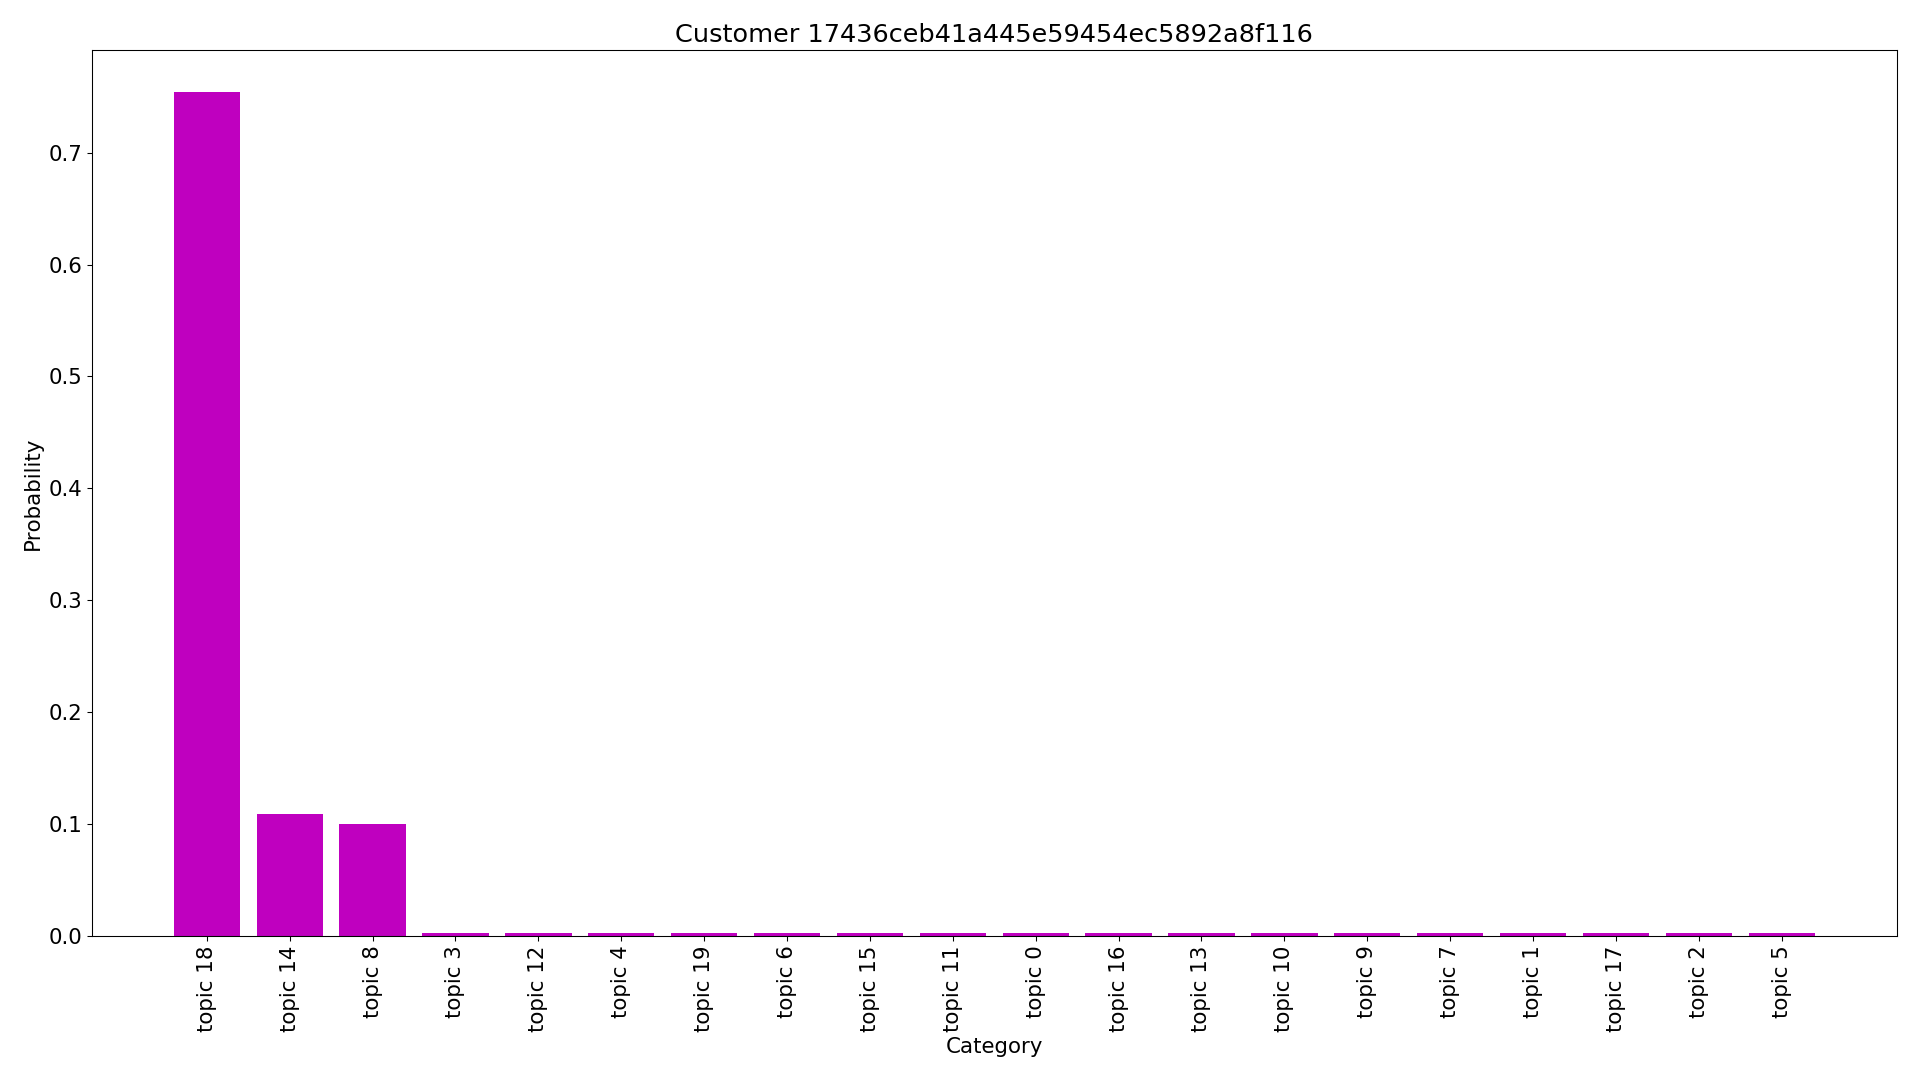 Customer 17436ceb41a445e59454ec5892a8f116
Probability
0.7
0.6
0.5
0.4
0.3
0.2
0.1
0.0
topic 18
topic 14
topic 8
topic 3
topic 12
topic 4
topic 19
topic 6
topic 15
topic 11
topic 0
topic 16
topic 13
topic 10
topic 9
topic 7
topic 1
topic 17
topic 2
topic 5
Category